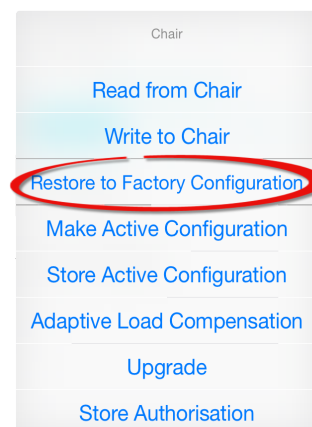 Chair
Read from Chair
Write to Chair
Restore to Factory Configuration
Make Active Configuration
Store Active Configuration
Adaptive Load Compensation
Upgrade
Store Authorisation